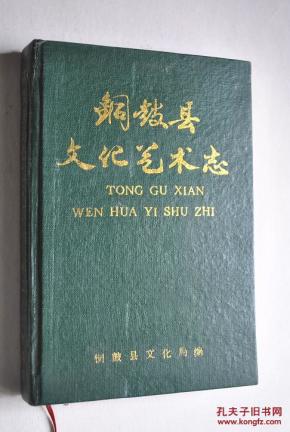 銅鼓县
文化艺术志
TONG GU XIAN
WEN HUA YI SHU ZHI
铜鼓县文化局编
孔夫子旧书网
www.kongfz.com